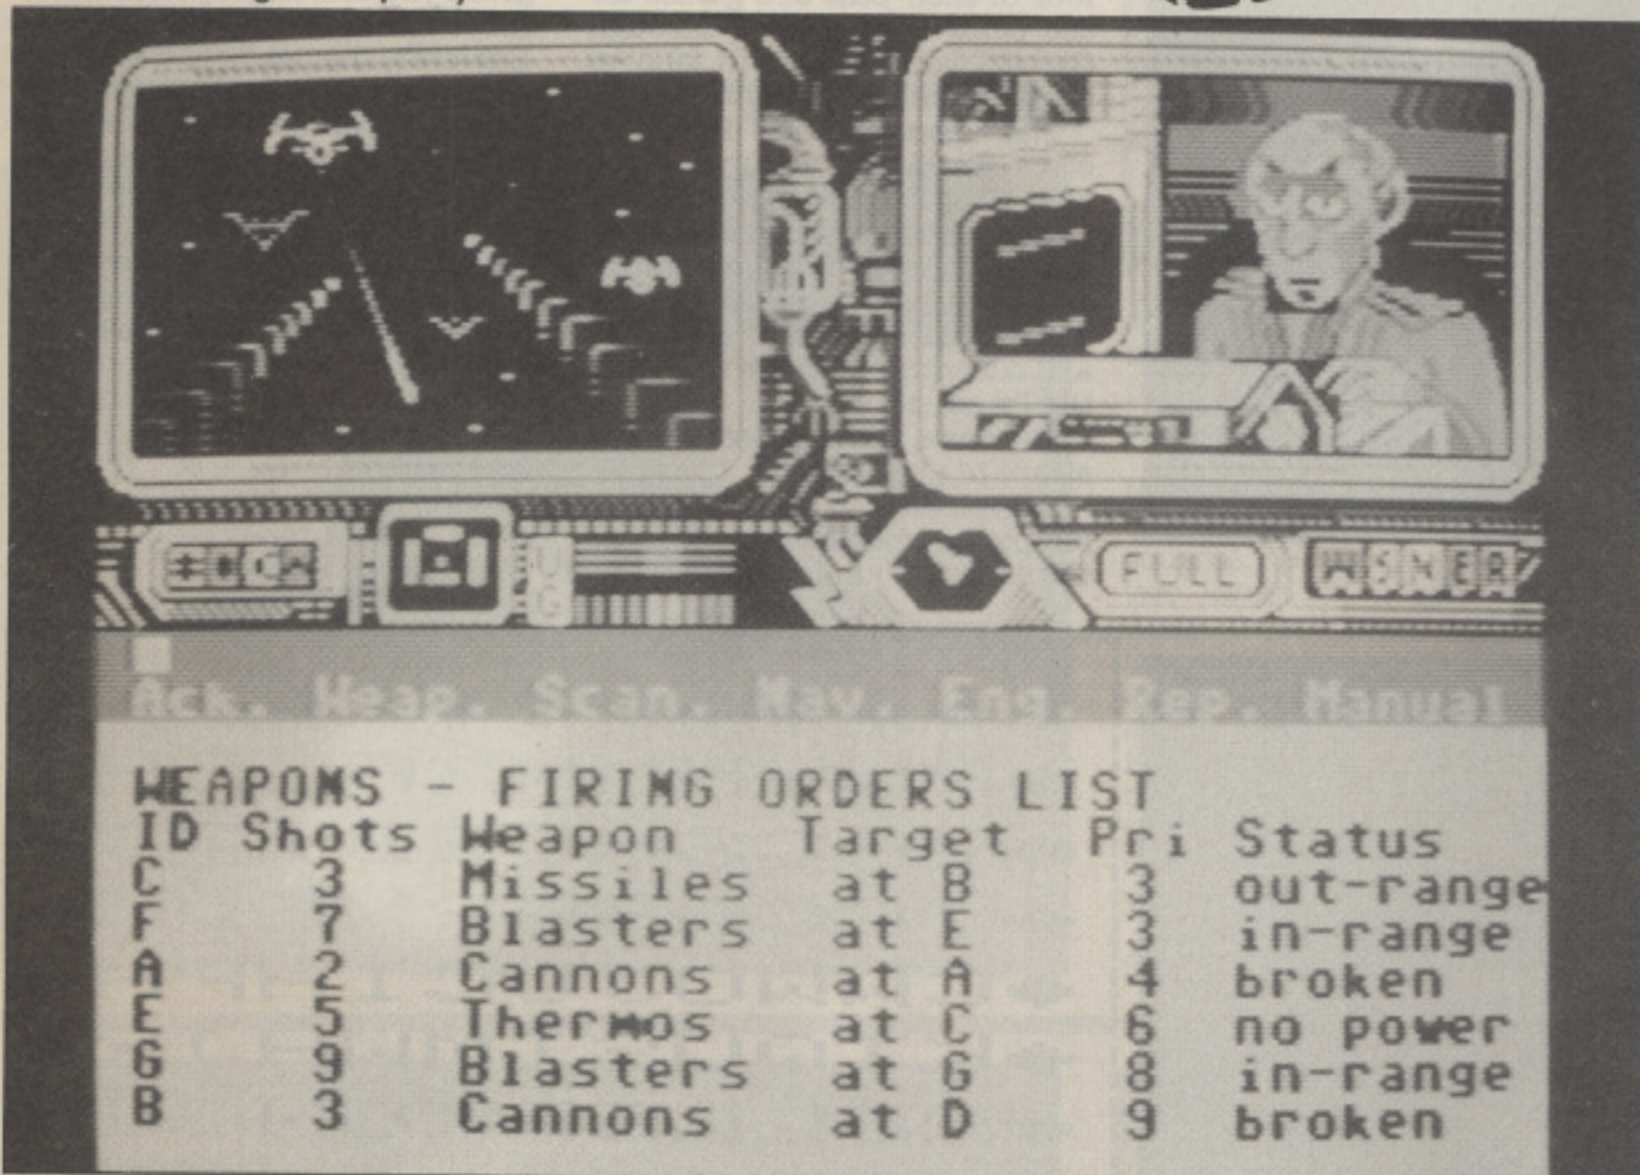 FULL
WSNER
Ack. Weap. Scan. Nav. Eng. Rep. Manual
WEAPONS - FIRING ORDERS LIST
ID Shots Weapon Target Pri Status
C 3 Missiles at B 3 out-range
F 7 Blasters at E 3 in-range
A 2 Cannons at A 4 broken
E 5 Thermos at C 6 no power
G 9 Blasters at G 8 in-range
B 3 Cannons at D 9 broken